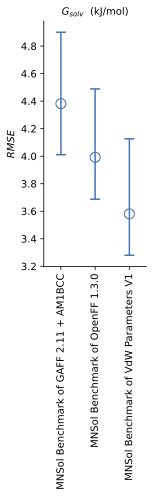 G_solv (kJ/mol)
RMSE
4.8
4.6
4.4
4.2
4.0
3.8
3.6
3.4
3.2
MNSol Benchmark of GAFF 2.11 + AM1BCC
MNSol Benchmark of OpenFF 1.3.0
MNSol Benchmark of VdW Parameters V1